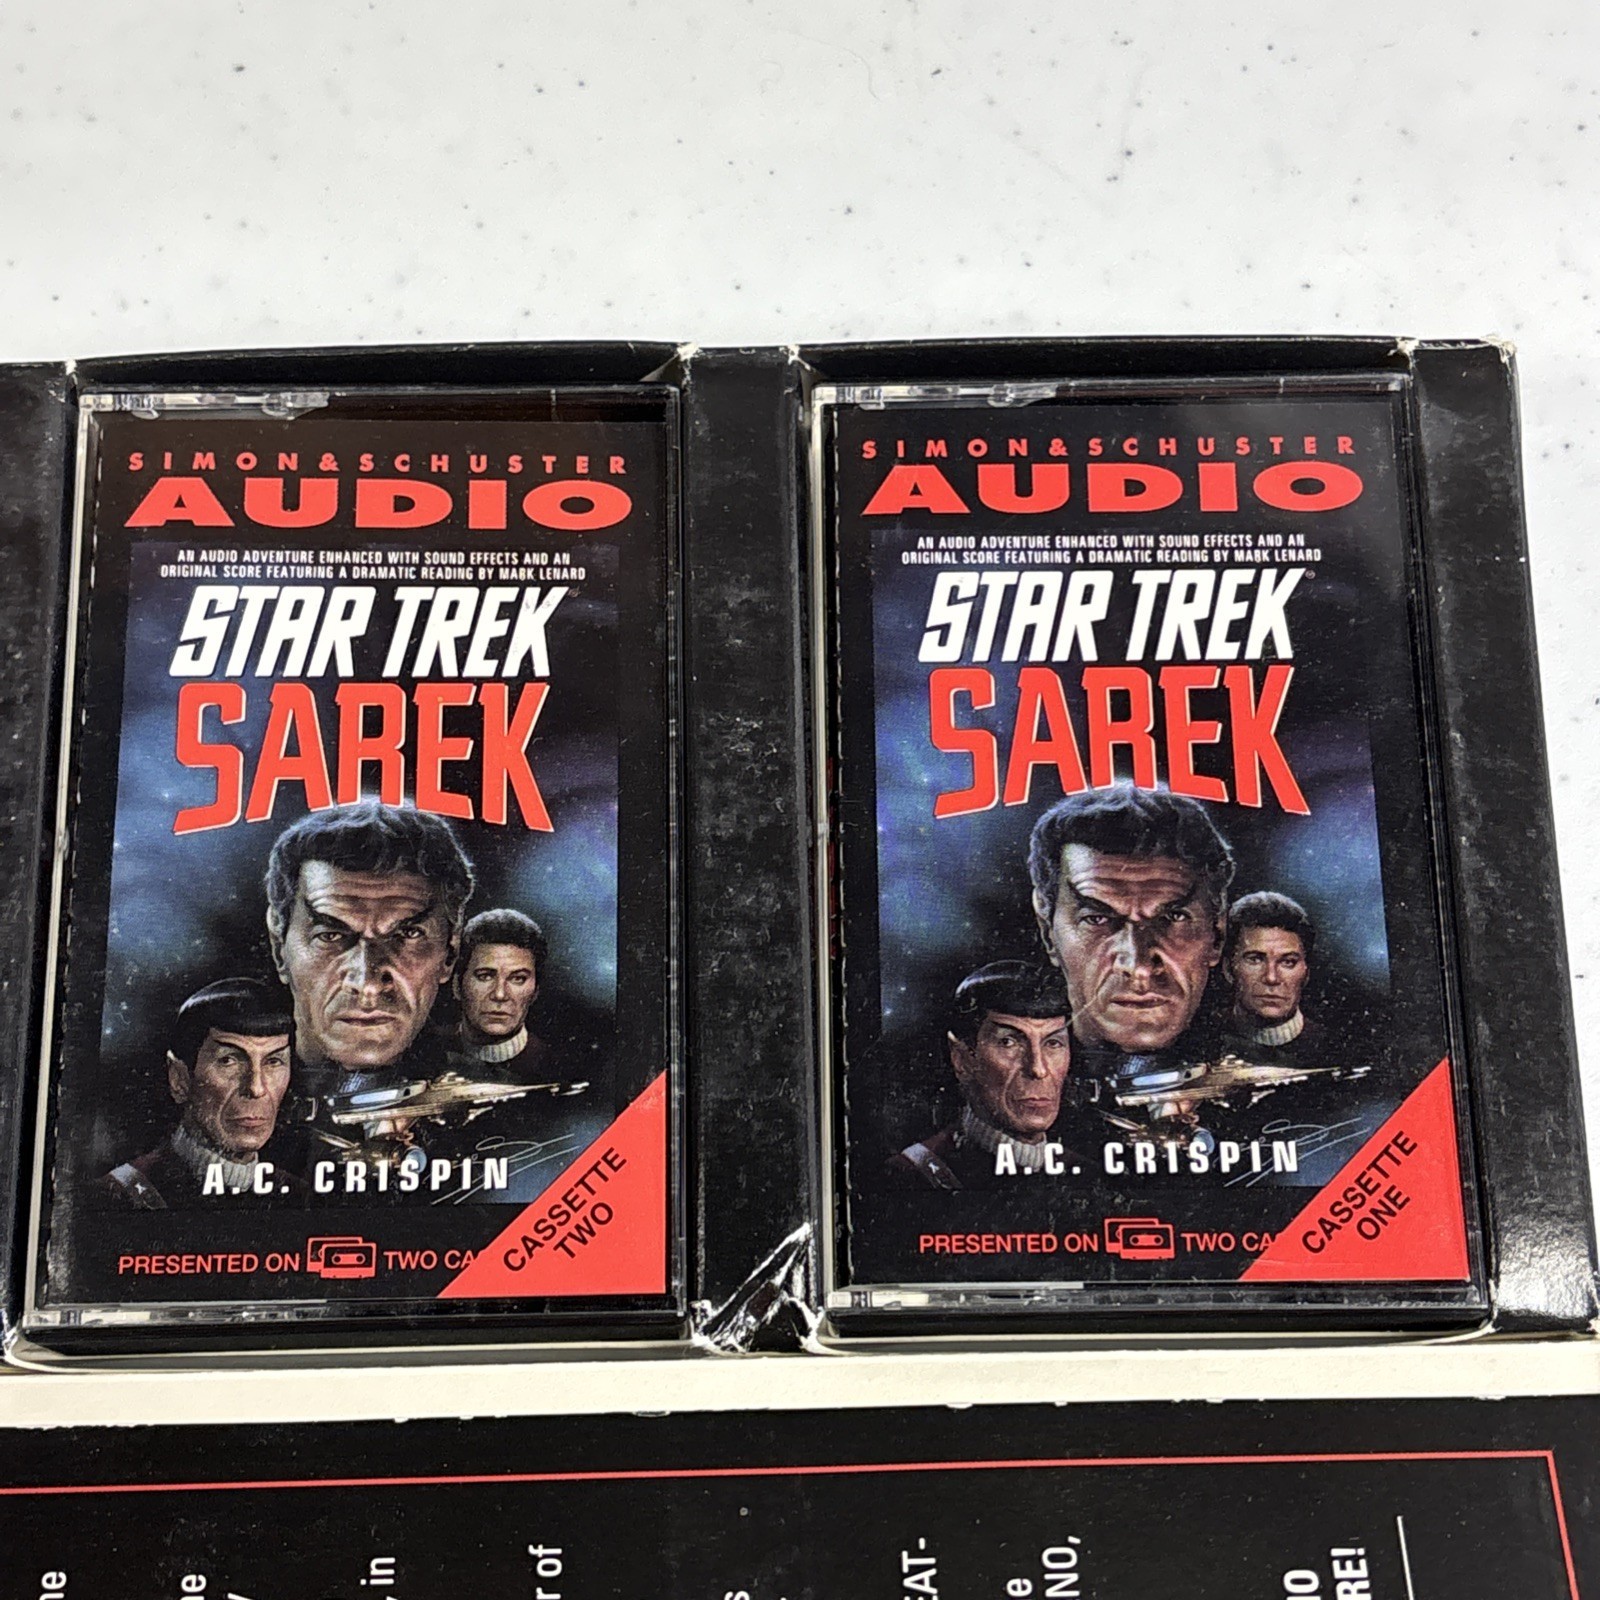 SIMON & SCHUSTER
AUDIO
AN AUDIO ADVENTURE ENHANCED WITH SOUND EFFECTS AND AN
ORIGINAL SCORE FEATURING A DRAMATIC READING BY MARK LENARD
STAR TREK
SAREK
A.C. CRISPIN
PRESENTED ON TWO CA
CASSETTE
TWO
SIMON & SCHUSTER
AUDIO
AN AUDIO ADVENTURE ENHANCED WITH SOUND EFFECTS AND AN
ORIGINAL SCORE FEATURING A DRAMATIC READING BY MARK LENARD
STAR TREK
SAREK
A.C. CRISPIN
PRESENTED ON TWO CA
CASSETTE
ONE
in
of